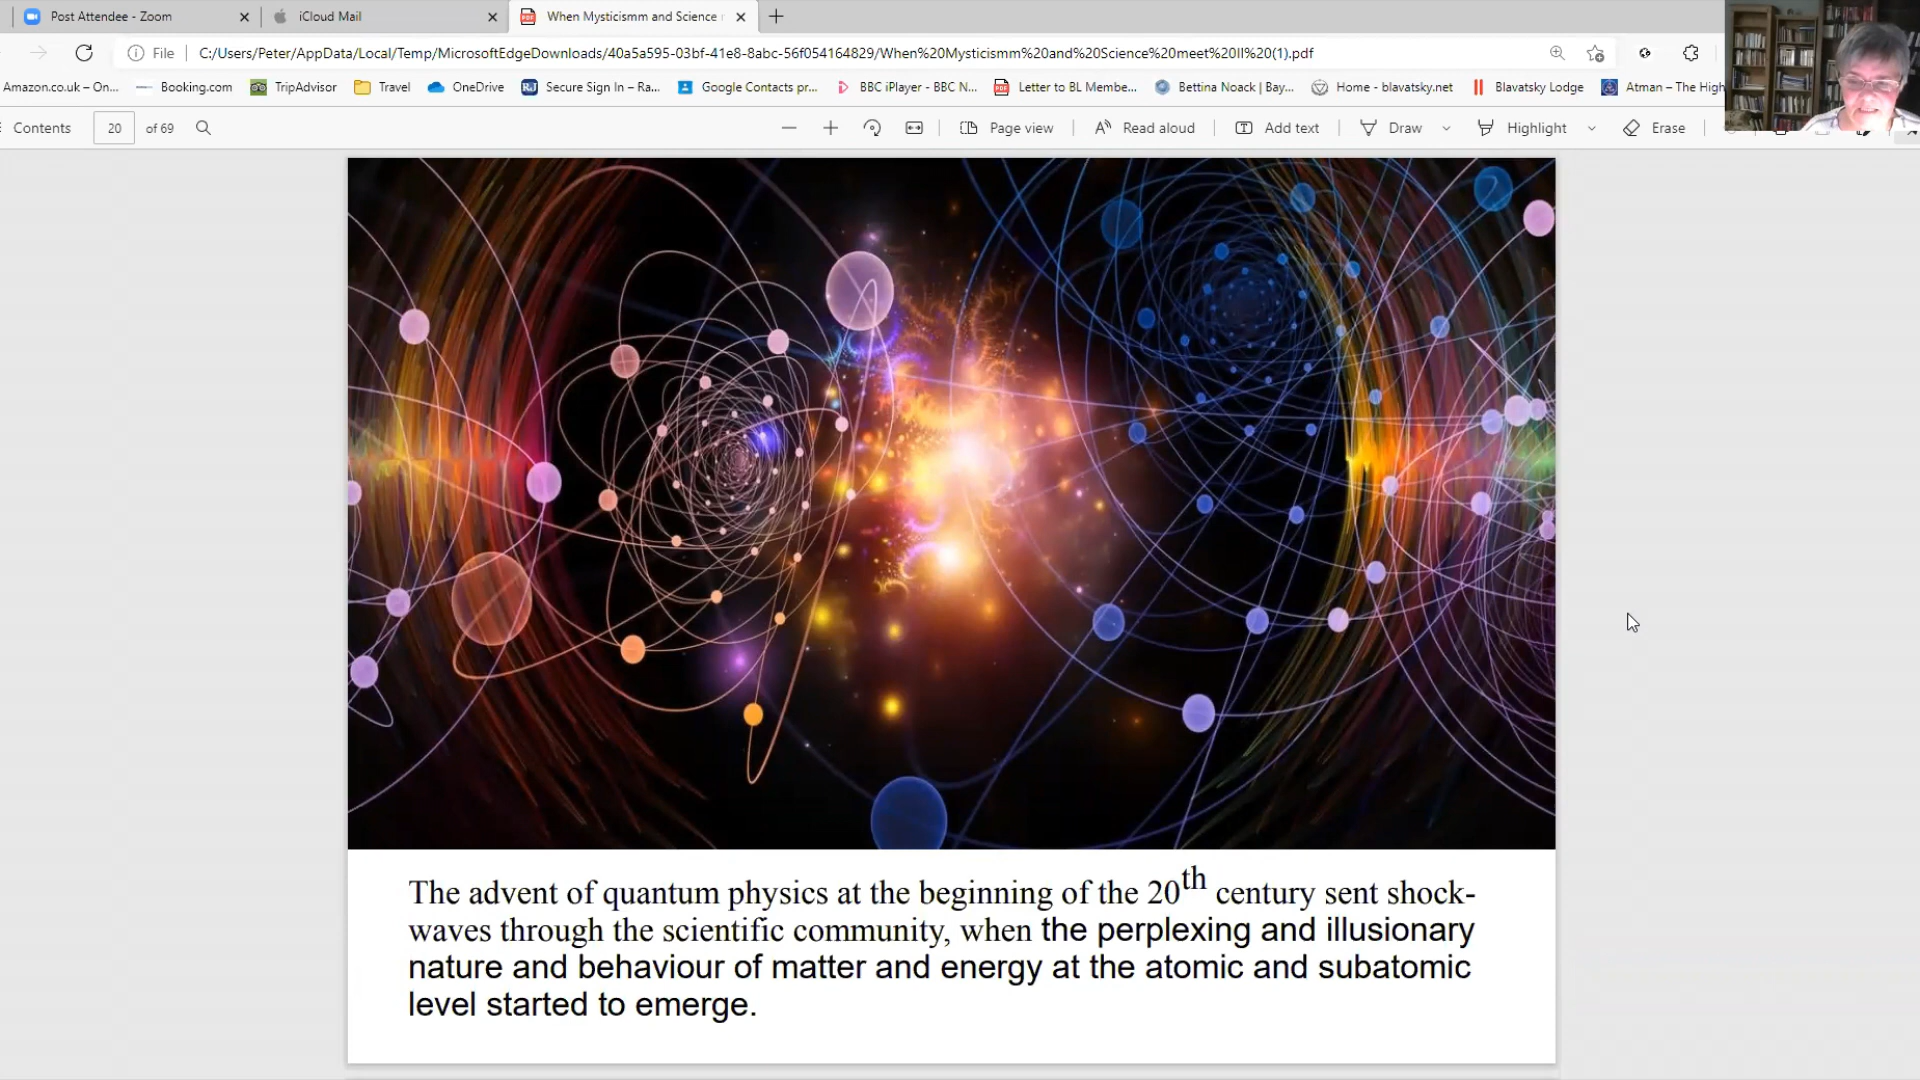 Post Attendee - Zoom
iCloud Mail
When Mysticismm and Science
File
C:/Users/Peter/AppData/Local/Temp/MicrosoftEdgeDownloads/40a5a595-03bf-41e8-8abc-56f054164829/When%20Mysticismm%20and%20Science%20meet%20II%20(1).pdf
Amazon.co.uk – On... Booking.com TripAdvisor Travel OneDrive Secure Sign In – Ra... Google Contacts pr... BBC iPlayer - BBC N... Letter to BL Membe... Bettina Noack | Bay... Home - blavatsky.net Blavatsky Lodge Atman – The High
Contents 20 of 69 Page view Read aloud Add text Draw Highlight Erase
The advent of quantum physics at the beginning of the 20th century sent shock-
waves through the scientific community, when the perplexing and illusionary
nature and behaviour of matter and energy at the atomic and subatomic
level started to emerge.